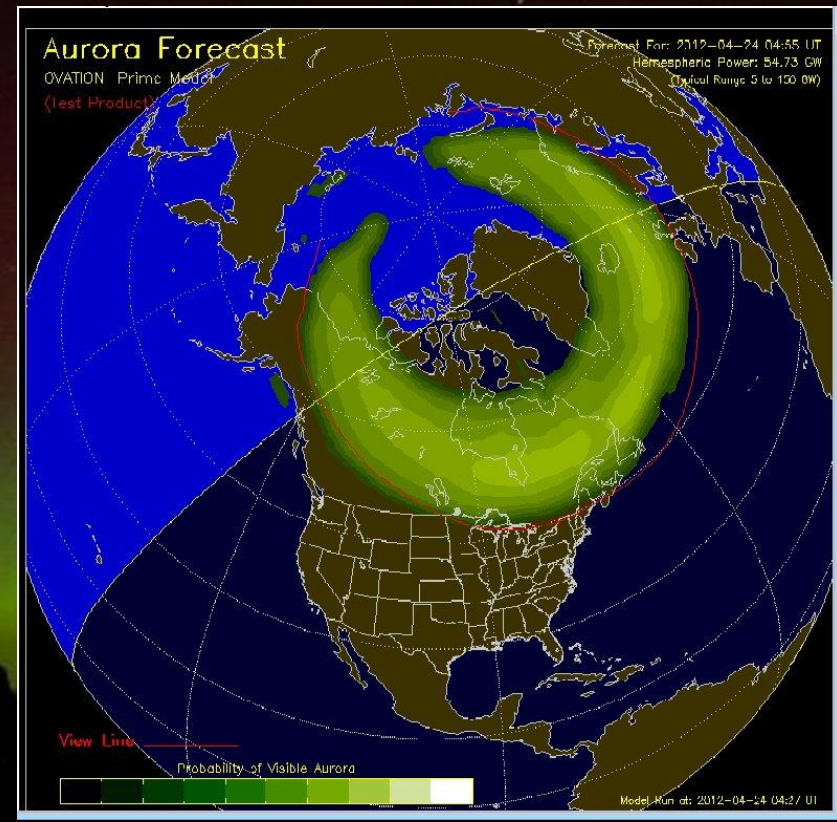 Aurora Forecast
OVATION Prime Model
(Test Product)
Forecast For: 2012-04-24 04:55 UT
Hemespheric Power: 54.73 GW
(Typical Range 5 to 150 GW)
View Line
Probability of Visible Aurora
Model Run at: 2012-04-24 04:27 UT